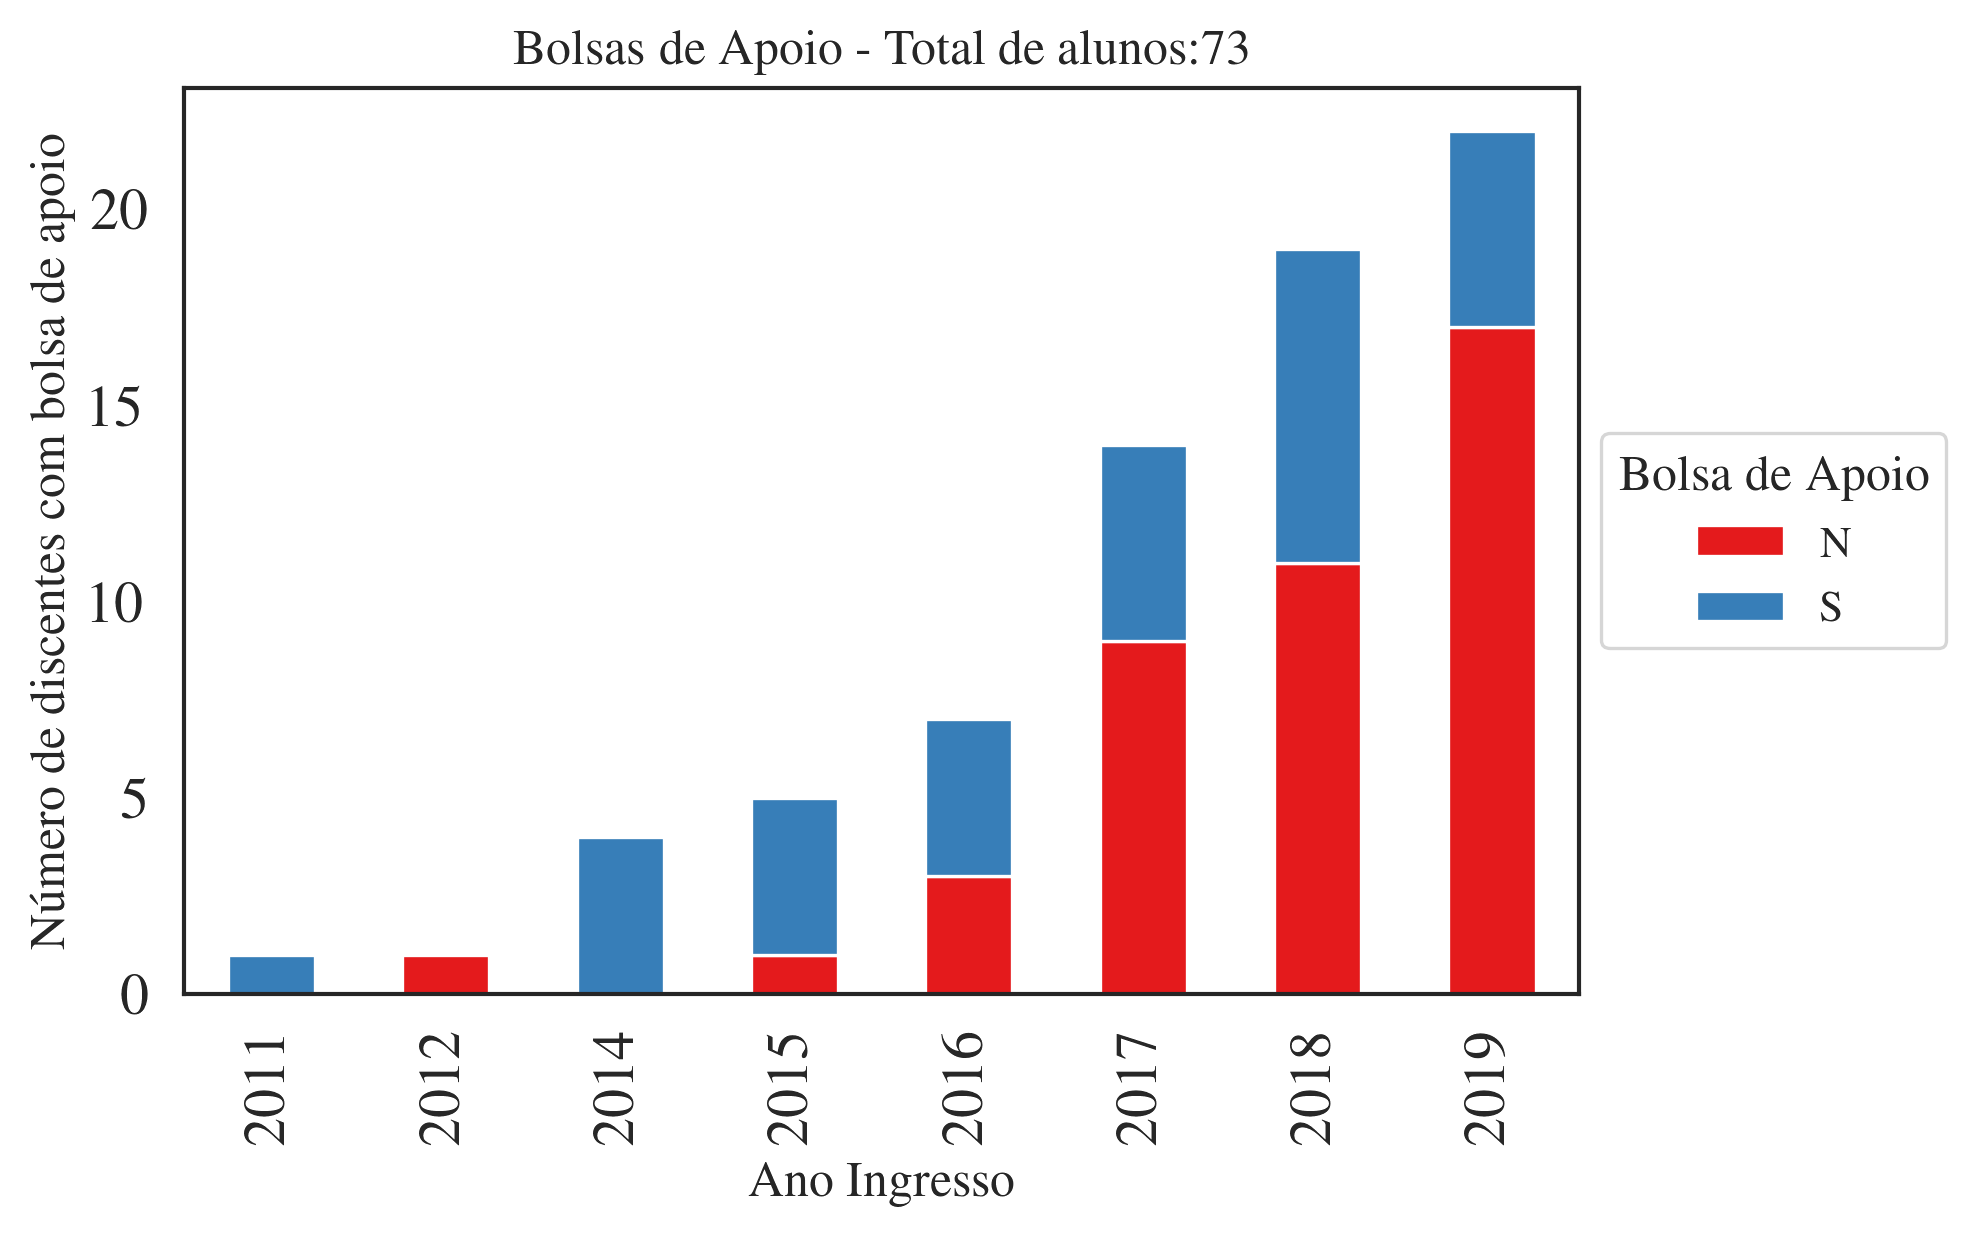 Bolsas de Apoio - Total de alunos:73
Número de discentes com bolsa de apoio
20
15
10
5
0
2011
2012
2014
2015
2016
2017
2018
2019
Ano Ingresso
Bolsa de Apoio
N
S